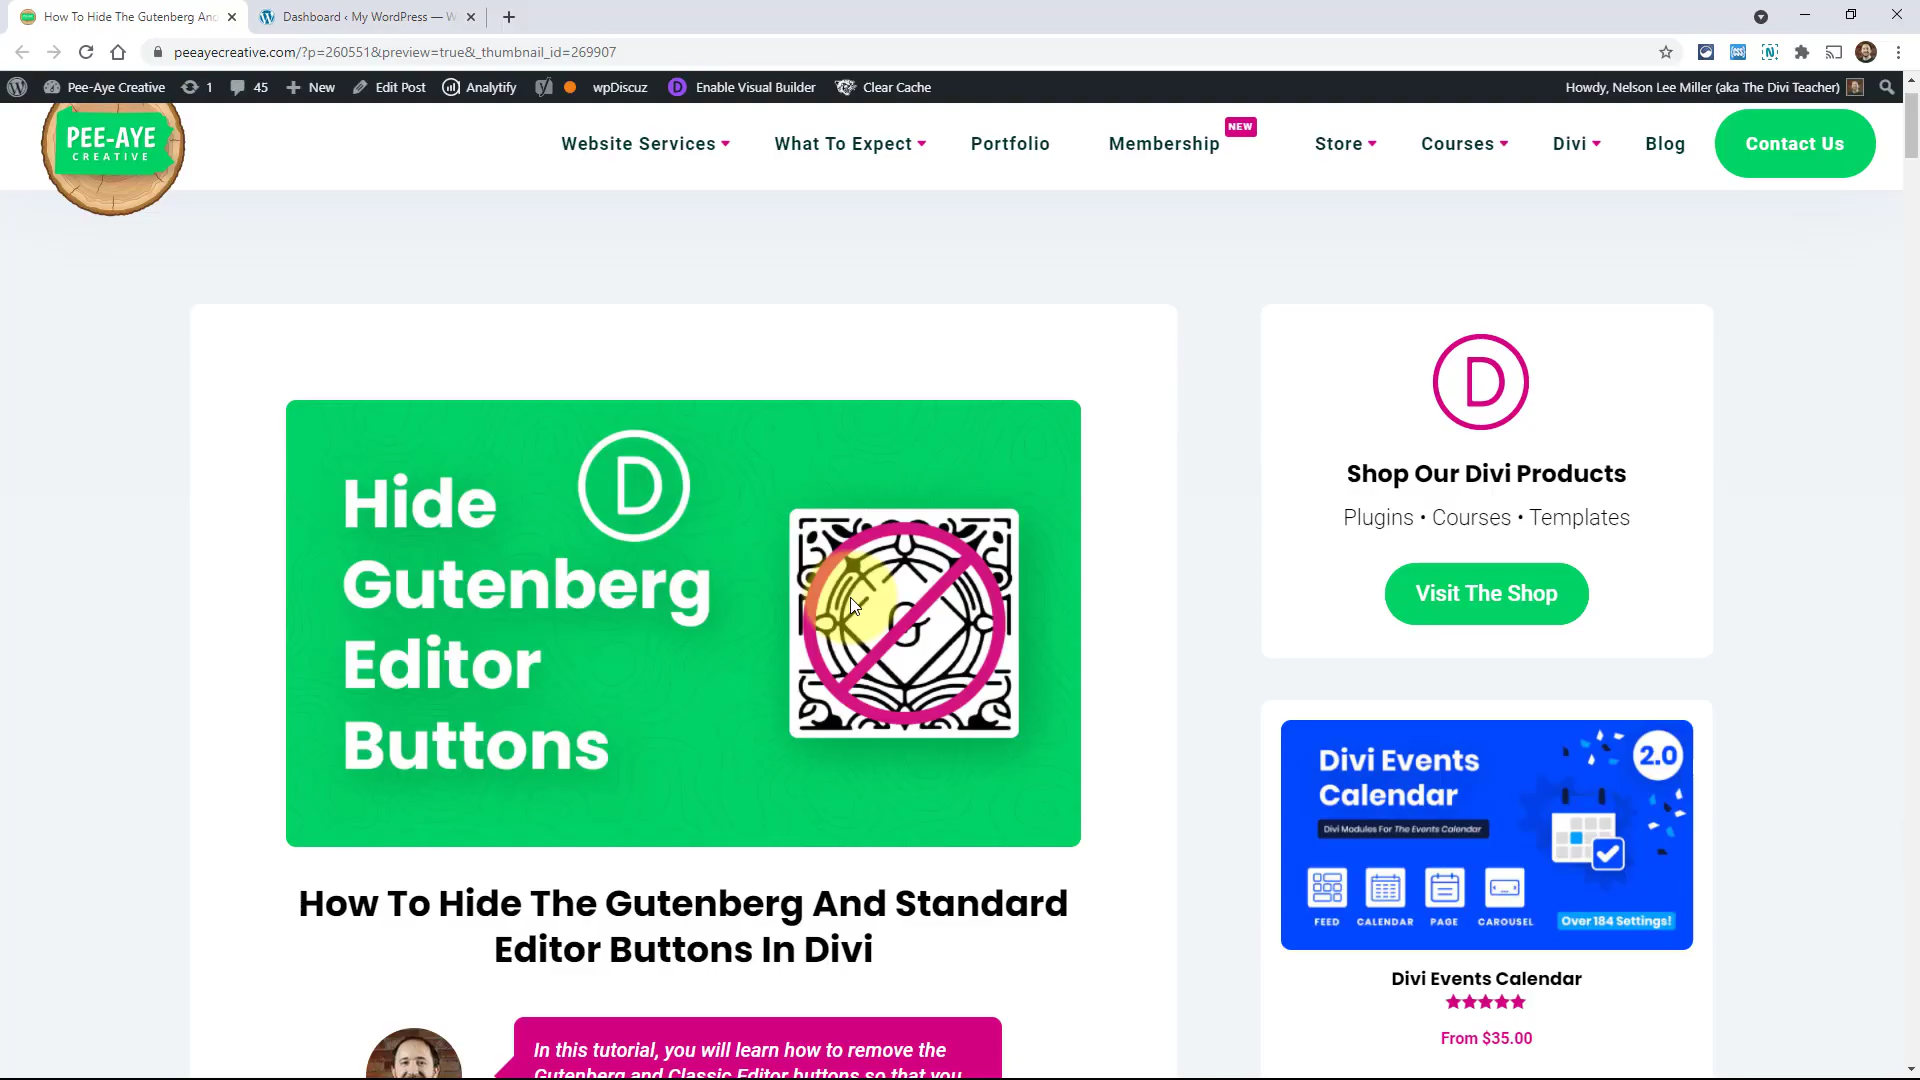 How To Hide The Gutenberg And
Dashboard ‹ My WordPress — W
peeayecreative.com/?p=260551&preview=true&_thumbnail_id=269907
Pee-Aye Creative
1
45
New
Edit Post
Analytify
wpDiscuz
Enable Visual Builder
Clear Cache
Howdy, Nelson Lee Miller (aka The Divi Teacher)
PEE-AYE
CREATIVE
Website Services
What To Expect
Portfolio
Membership
NEW
Store
Courses
Divi
Blog
Contact Us
Hide
Gutenberg
Editor
Buttons
D
How To Hide The Gutenberg And Standard
Editor Buttons In Divi
In this tutorial, you will learn how to remove the
Gutenberg and Classic Editor buttons so that you
D
Shop Our Divi Products
Plugins • Courses • Templates
Visit The Shop
Divi Events
Calendar
2.0
Divi Modules For The Events Calendar
FEED
CALENDAR
PAGE
CAROUSEL
Over 184 Settings!
Divi Events Calendar
From $35.00